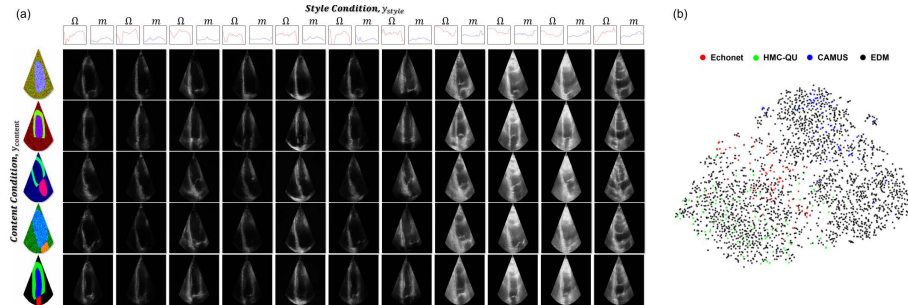 (a)
Style Condition, y_style
Ω m Ω m Ω m Ω m Ω m Ω m Ω m Ω m Ω m Ω m Ω m
Content Condition, y_content
(b)
Echonet HMC-QU CAMUS EDM